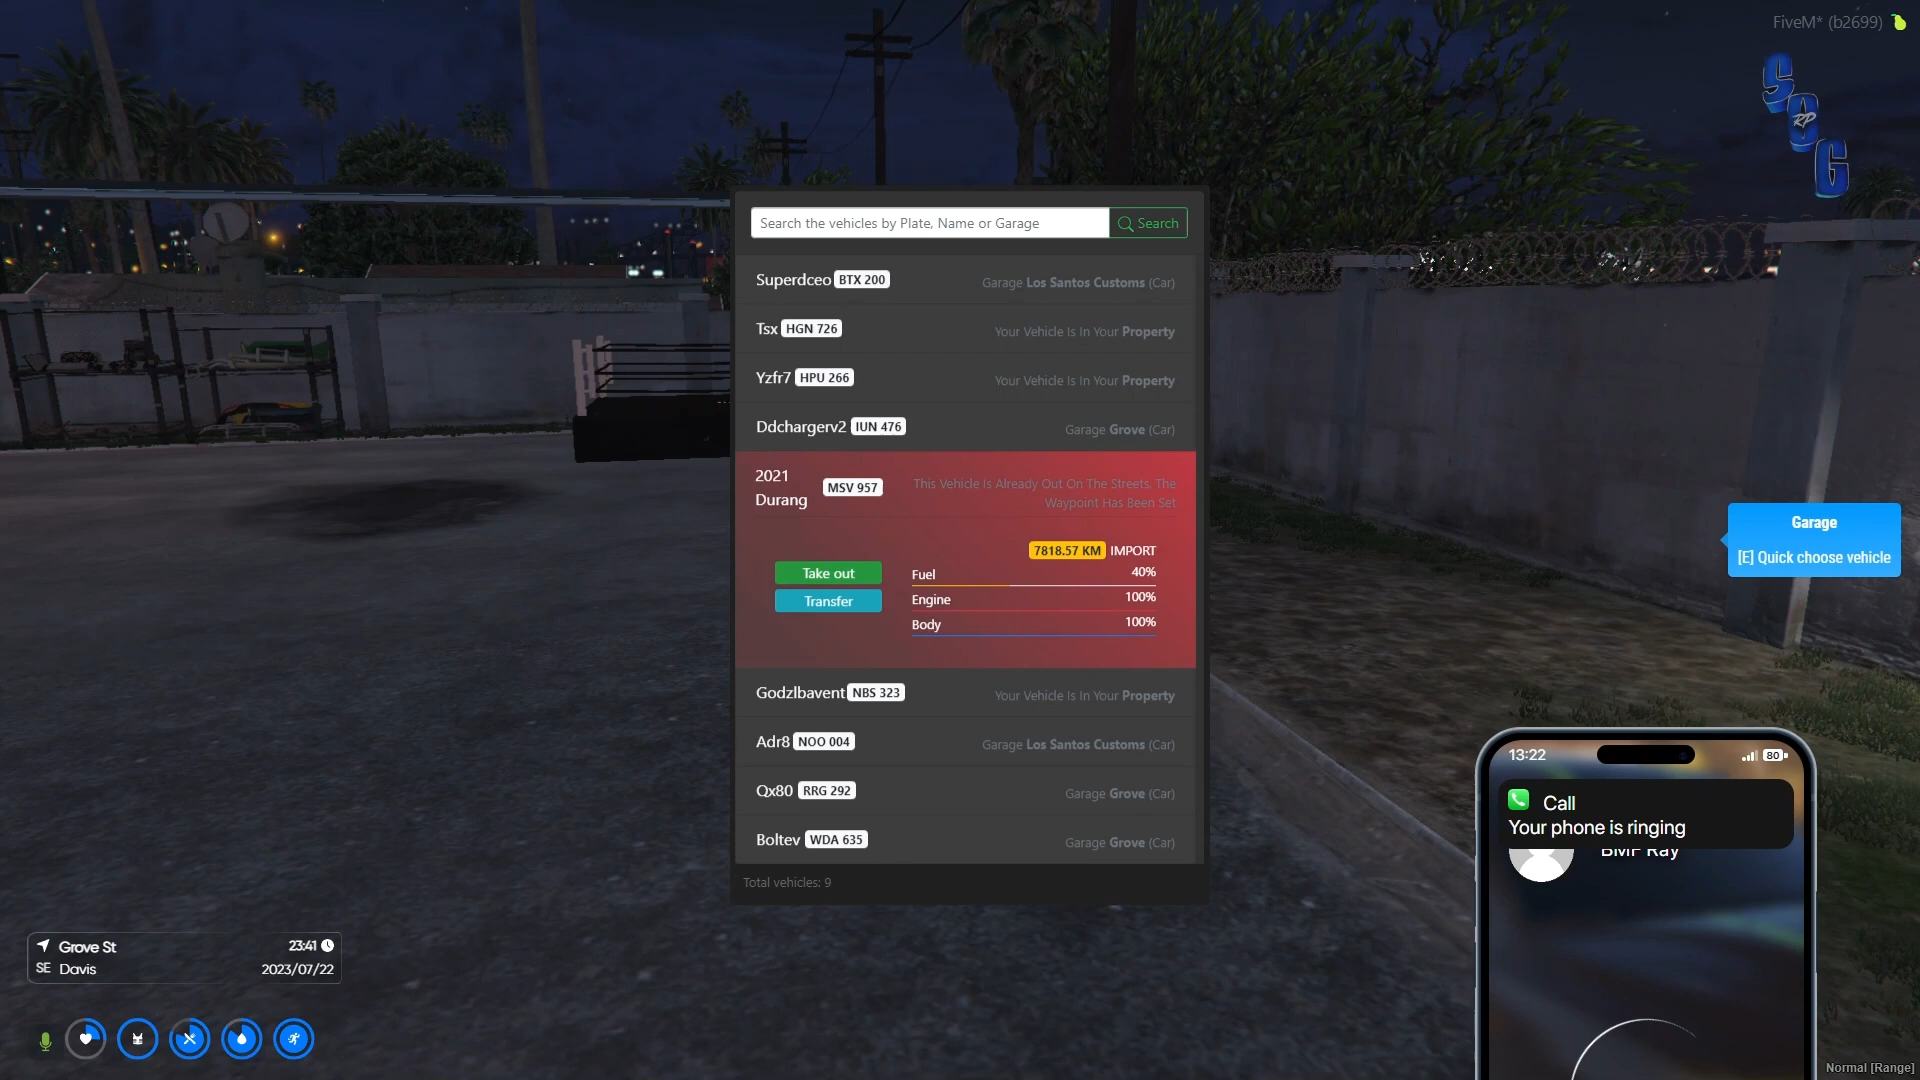 FiveM* (b2699)
S
O
RP
G
Search the vehicles by Plate, Name or Garage
Search
Superdceo BTX 200 Garage Los Santos Customs (Car)
Tsx HGN 726 Your Vehicle Is In Your Property
Yzfr7 HPU 266 Your Vehicle Is In Your Property
Ddchargerv2 IUN 476 Garage Grove (Car)
2021
Durang
MSV 957
This Vehicle Is Already Out On The Streets. The
Waypoint Has Been Set
7818.57 KM IMPORT
Take out
Transfer
Fuel 40%
Engine 100%
Body 100%
Godzlbavent NBS 323 Your Vehicle Is In Your Property
Adr8 NOO 004 Garage Los Santos Customs (Car)
Qx80 RRG 292 Garage Grove (Car)
Boltev WDA 635 Garage Grove (Car)
Total vehicles: 9
Garage
[E] Quick choose vehicle
13:22
80
Call
Your phone is ringing
BMF Ray
Grove St 23:41
SE Davis 2023/07/22
Normal [Range]